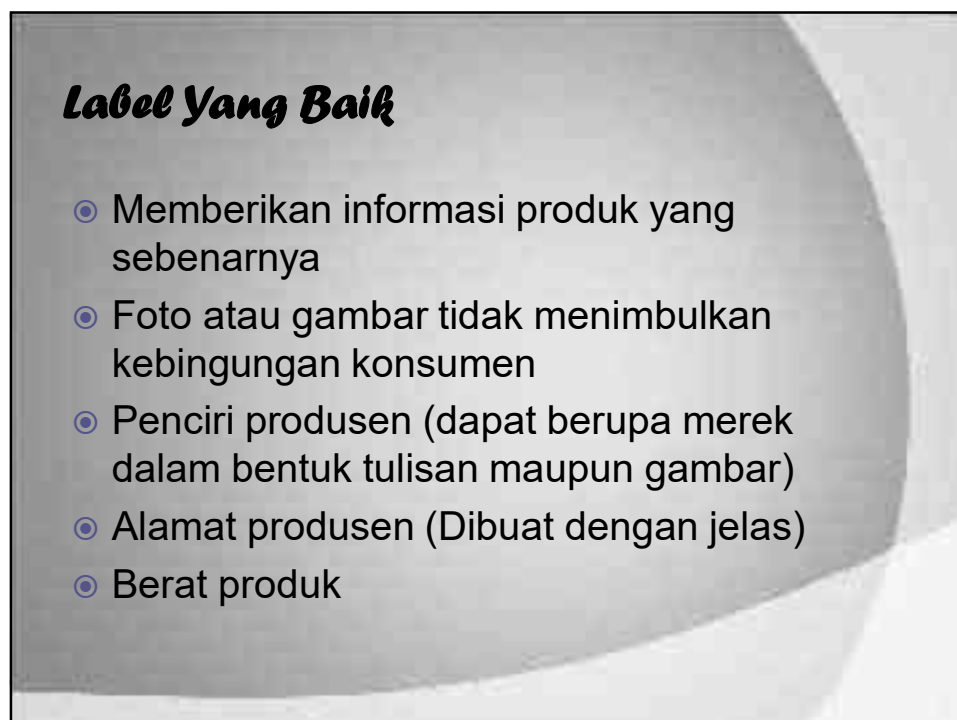 Label Yang Baik
Memberikan informasi produk yang
sebenarnya
Foto atau gambar tidak menimbulkan
kebingungan konsumen
Penciri produsen (dapat berupa merek
dalam bentuk tulisan maupun gambar)
Alamat produsen (Dibuat dengan jelas)
Berat produk